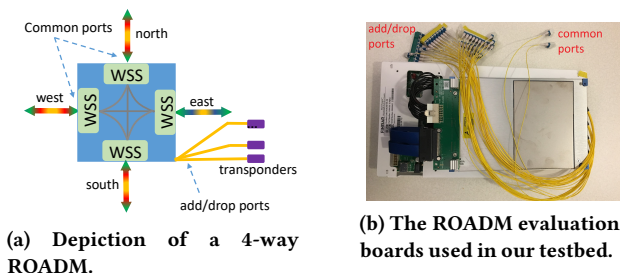 Common ports
north
WSS
west
WSS
WSS
east
WSS
...
transponders
south
add/drop ports
(a) Depiction of a 4-way
ROADM.
add/drop
ports
common
ports
(b) The ROADM evaluation
boards used in our testbed.